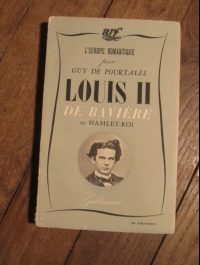 nrf
L'EUROPE ROMANTIQUE
par
GUY DE POURTALÈS
LOUIS II
DE BAVIÈRE
OU HAMLET-ROI
Gallimard